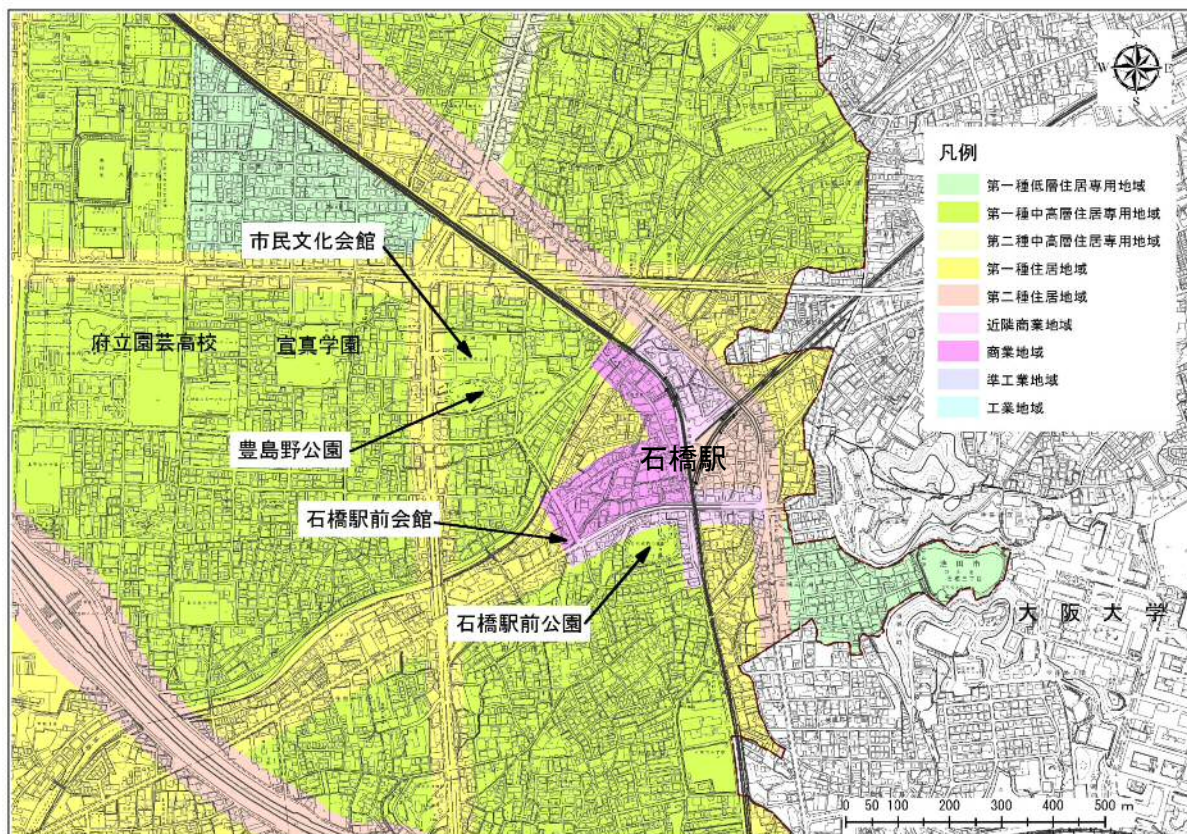 N
W E
S
凡例
第一種低層住居専用地域
第一種中高層住居専用地域
第二種中高層住居専用地域
第一種住居地域
第二種住居地域
近隣商業地域
商業地域
準工業地域
工業地域
市民文化会館
府立園芸高校
宣真学園
豊島野公園
石橋駅
石橋駅前会館
石橋駅前公園
池田市
大阪大学
0 50 100 200 300 400 500 m